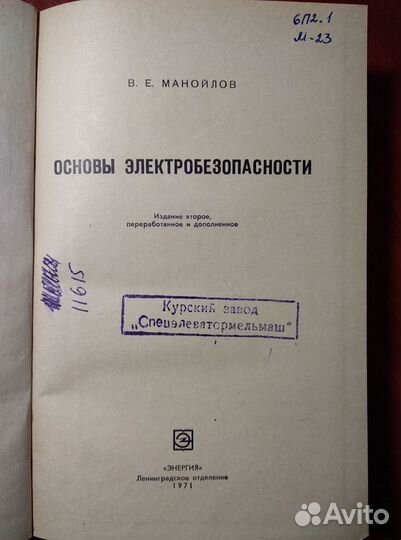 6П2.1
М-23
В. Е. МАНОЙЛОВ
ОСНОВЫ ЭЛЕКТРОБЕЗОПАСНОСТИ
Издание второе,
переработанное и дополненное
11615
Курский завод
„Спецэлеватормельмаш"
«ЭНЕРГИЯ»
Ленинградское отделение
1971
Avito